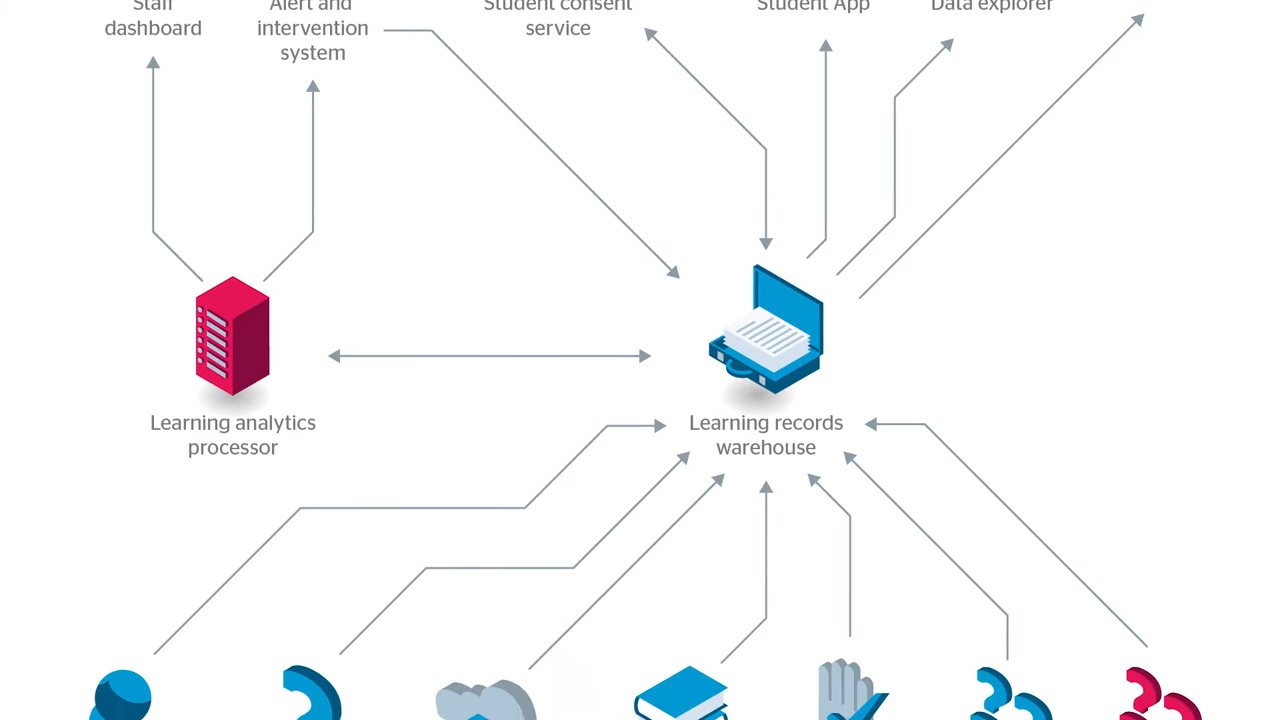 Staff
dashboard
Alert and
intervention
system
Student consent
service
Student App
Data explorer
Learning analytics
processor
Learning records
warehouse